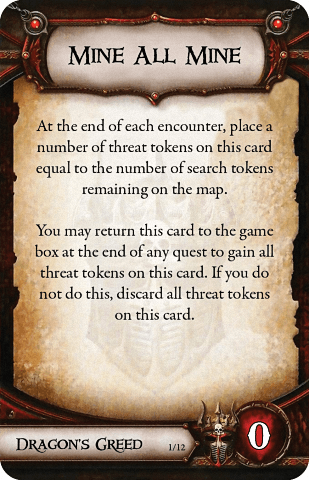 Mine All Mine
At the end of each encounter, place a
number of threat tokens on this card
equal to the number of search tokens
remaining on the map.
You may return this card to the game
box at the end of any quest to gain all
threat tokens on this card. If you do
not do this, discard all threat tokens
on this card.
Dragon's Greed 1/12 0